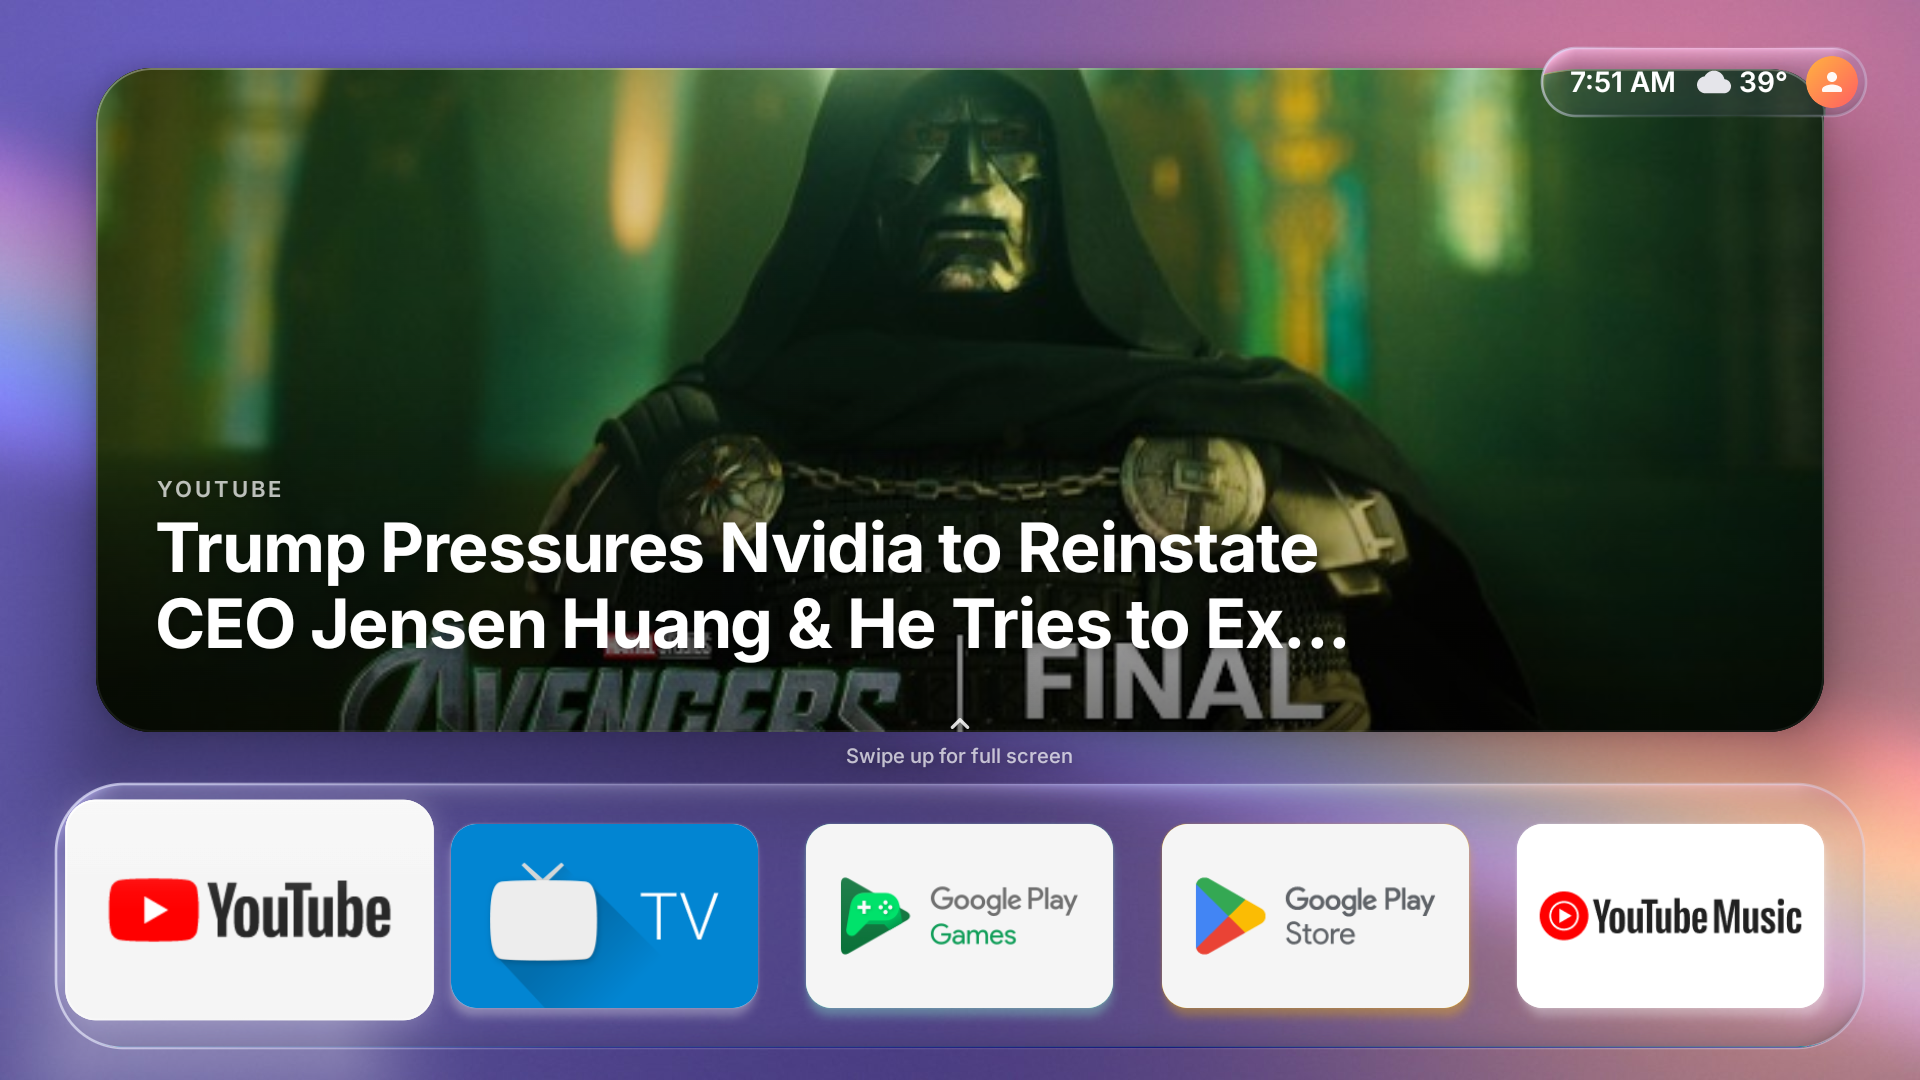 7:51 AM 39°
YOUTUBE
Trump Pressures Nvidia to Reinstate
CEO Jensen Huang & He Tries to Ex...
AVENGERS FINAL
Swipe up for full screen
YouTube
TV
Google Play
Games
Google Play
Store
YouTube Music